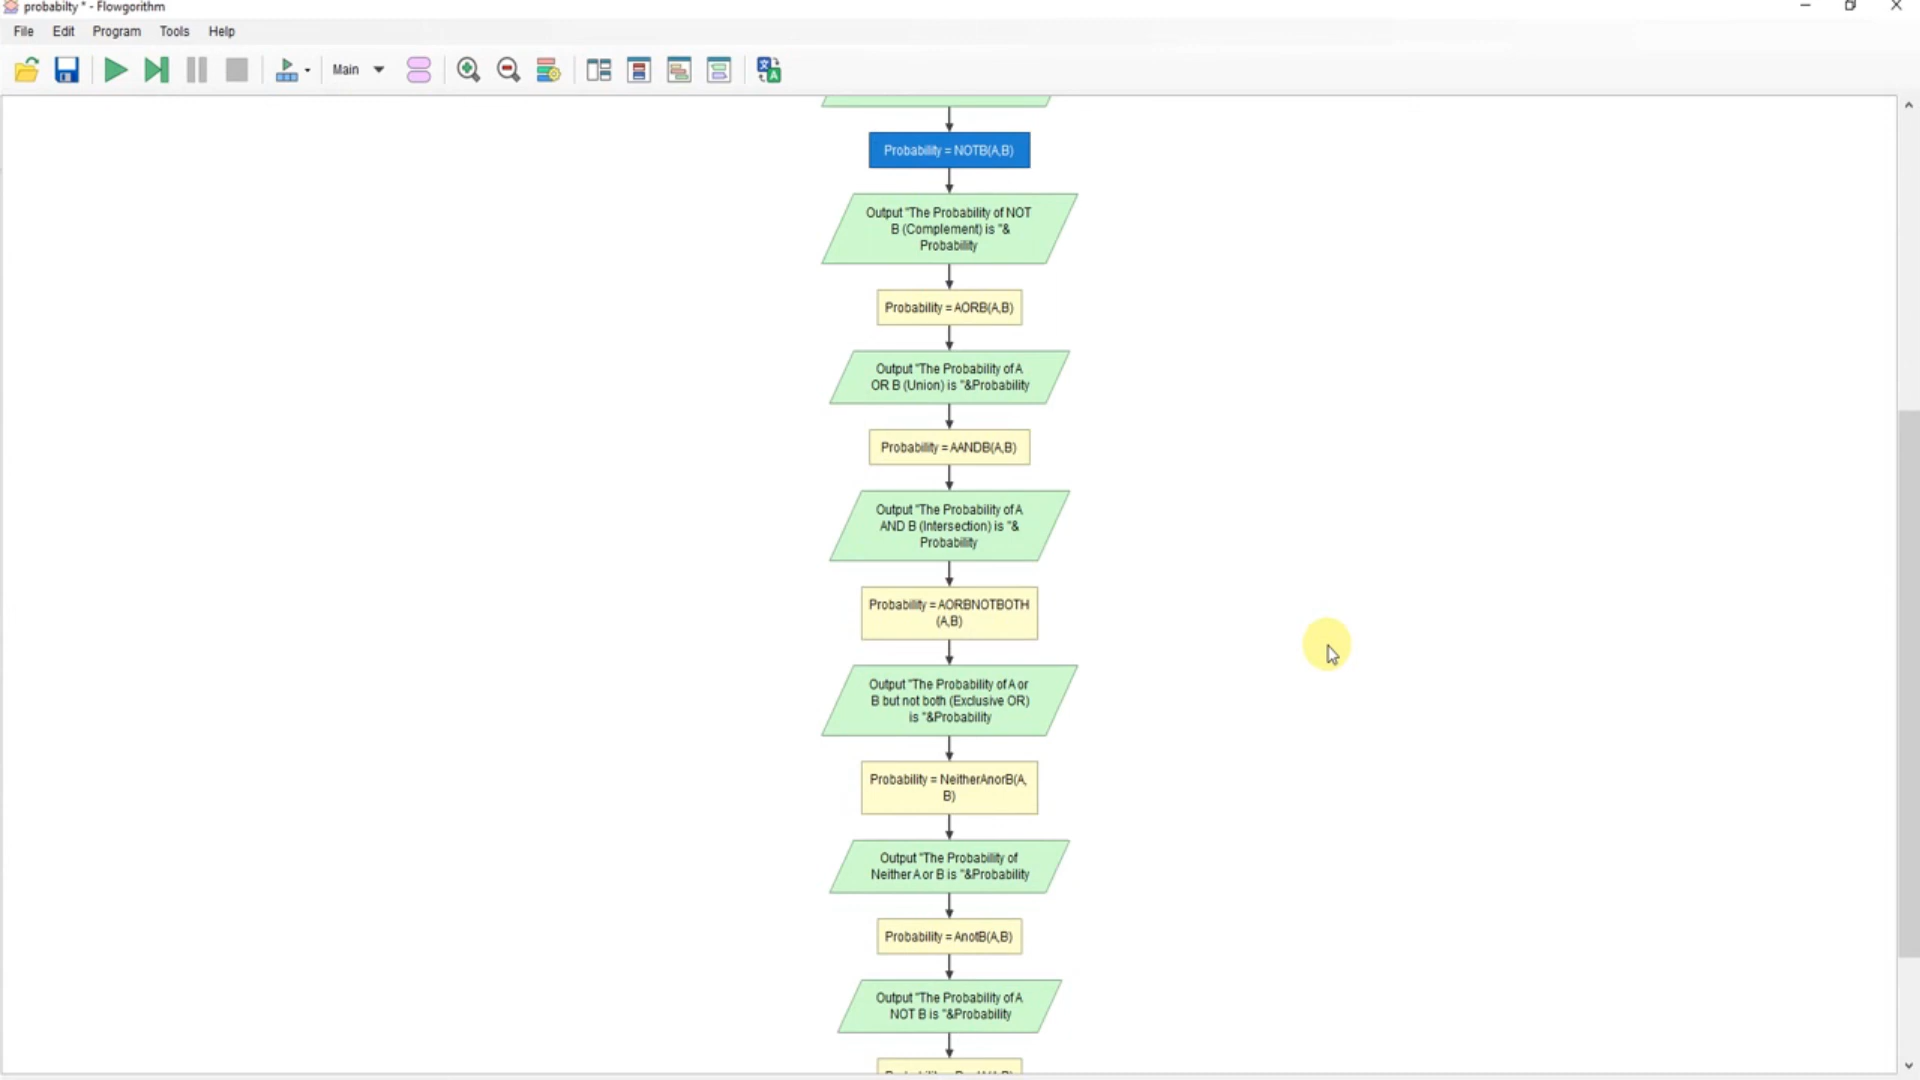 probabilty * - Flowgorithm
File Edit Program Tools Help
Main
Probability = NOTB(A,B)
Output "The Probability of NOT
B (Complement) is "&
Probability
Probability = AORB(A,B)
Output "The Probability of A
OR B (Union) is "&Probability
Probability = AANDB(A,B)
Output "The Probability of A
AND B (Intersection) is "&
Probability
Probability = AORBNOTBOTH
(A,B)
Output "The Probability of A or
B but not both (Exclusive OR)
is "&Probability
Probability = NeitherAnorB(A,
B)
Output "The Probability of
Neither A or B is "&Probability
Probability = AnotB(A,B)
Output "The Probability of A
NOT B is "&Probability